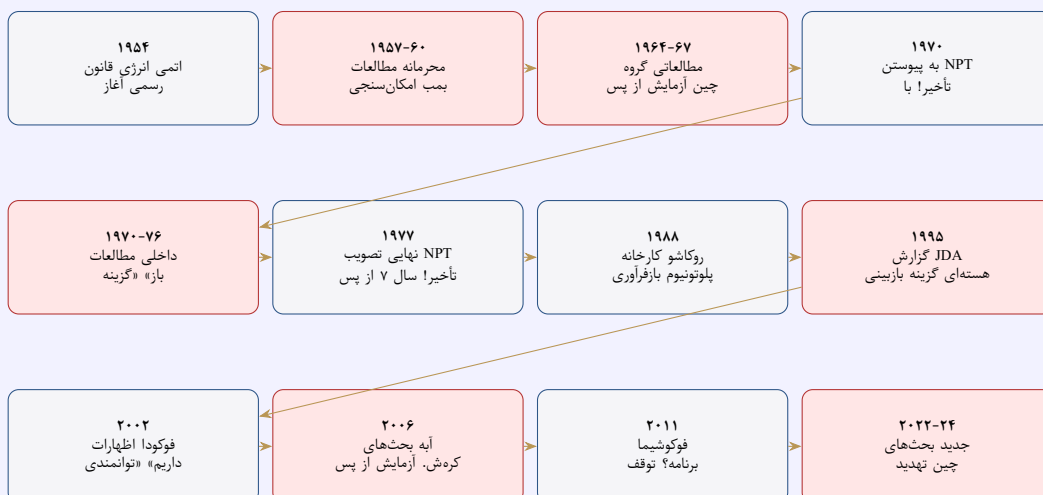 ۱۹۵۴
اتمی انرژی قانون
رسمی آغاز
۱۹۵۷-۶۰
محرمانه مطالعات
بمب امکان‌سنجی
۱۹۶۴-۶۷
مطالعاتی گروه
چین آزمایش از پس
۱۹۷۰
NPT به پیوستن
تأخیر! با
۱۹۷۰-۷۶
داخلی مطالعات
باز» «گزینه
۱۹۷۷
NPT نهایی تصویب
تأخیر! سال ۷ از پس
۱۹۸۸
روکاشو کارخانه
پلوتونیوم بازفرآوری
۱۹۹۵
JDA گزارش
هسته‌ای گزینه بازبینی
۲۰۰۲
فوکودا اظهارات
داریم» «توانمندی
۲۰۰۶
آبه بحث‌های
کره‌ش. آزمایش از پس
۲۰۱۱
فوکوشیما
برنامه؟ توقف
۲۰۲۲-۲۴
جدید بحث‌های
چین تهدید